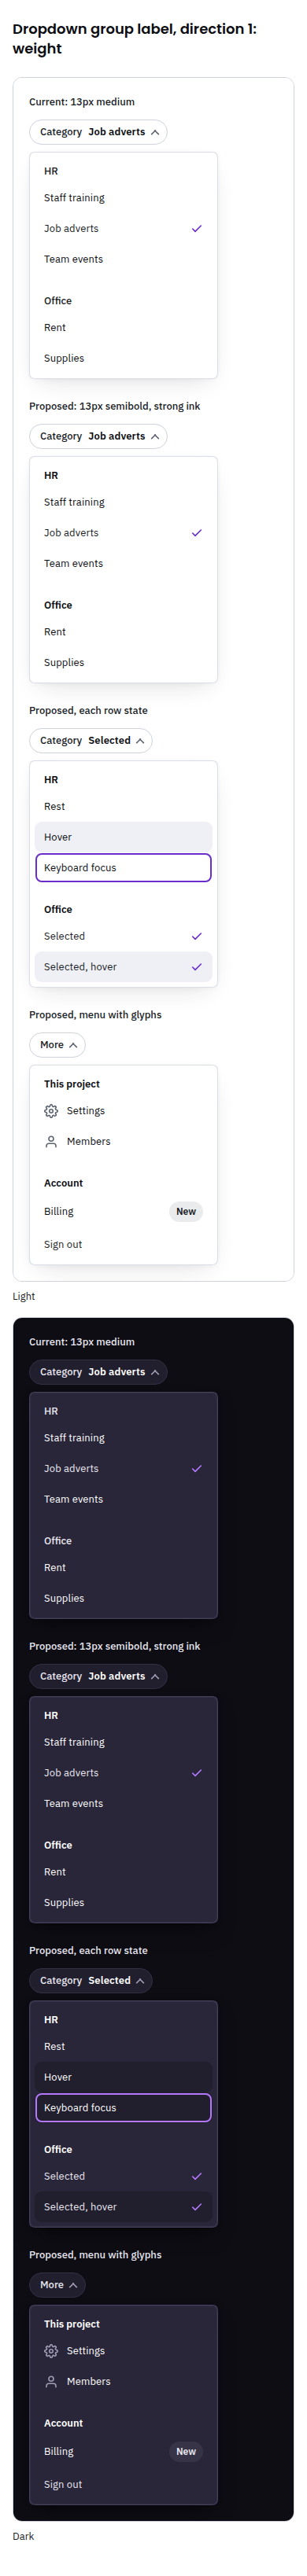 Dropdown group label, direction 1:
weight
Current: 13px medium
Category Job adverts
HR
Staff training
Job adverts
Team events
Office
Rent
Supplies
Proposed: 13px semibold, strong ink
Category Job adverts
HR
Staff training
Job adverts
Team events
Office
Rent
Supplies
Proposed, each row state
Category Selected
HR
Rest
Hover
Keyboard focus
Office
Selected
Selected, hover
Proposed, menu with glyphs
More
This project
Settings
Members
Account
Billing New
Sign out
Light
Current: 13px medium
Category Job adverts
HR
Staff training
Job adverts
Team events
Office
Rent
Supplies
Proposed: 13px semibold, strong ink
Category Job adverts
HR
Staff training
Job adverts
Team events
Office
Rent
Supplies
Proposed, each row state
Category Selected
HR
Rest
Hover
Keyboard focus
Office
Selected
Selected, hover
Proposed, menu with glyphs
More
This project
Settings
Members
Account
Billing New
Sign out
Dark